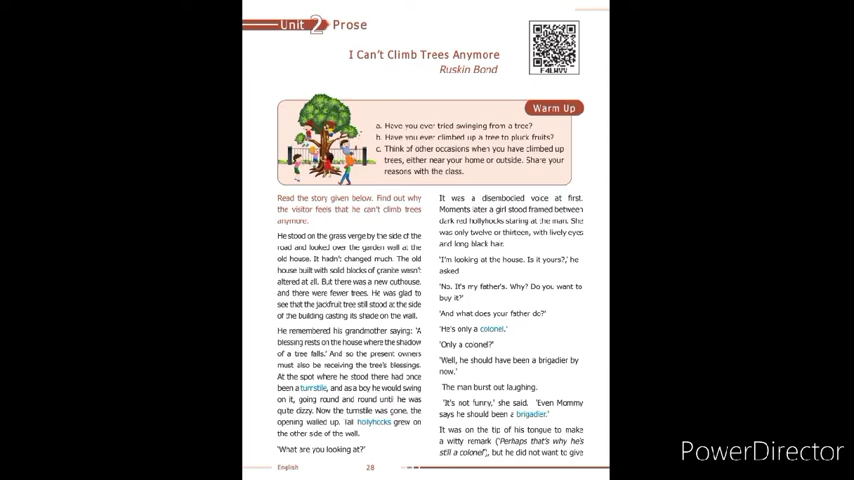 Unit 2 Prose
I Can't Climb Trees Anymore
Ruskin Bond
F4LWVV
Warm Up
a. Have you ever tried swinging from a tree?
b. Have you ever climbed up a tree to pluck fruits?
c. Think of other occasions when you have climbed up
trees, either near your home or outside. Share your
reasons with the class.
Read the story given below. Find out why
the visitor feels that he can't climb trees
anymore.
He stood on the grass verge by the side of the
road and looked over the garden wall at the
old house. It hadn't changed much. The old
house built with solid blocks of granite wasn't
altered at all. But there was a new outhouse,
and there were fewer trees. He was glad to
see that the jackfruit tree still stood at the side
of the building casting its shade on the wall.
He remembered his grandmother saying: 'A
blessing rests on the house where the shadow
of a tree falls.' And so the present owners
must also be receiving the tree's blessings.
At the spot where he stood there had once
been a turnstile, and as a boy he would swing
on it, going round and round until he was
quite dizzy. Now the turnstile was gone, the
opening walled up. Tall hollyhocks grew on
the other side of the wall.
'What are you looking at?'
It was a disembodied voice at first.
Moments later a girl stood framed between
dark red hollyhocks staring at the man. She
was only twelve or thirteen, with lively eyes
and long black hair.
'I'm looking at the house. Is it yours?,' he
asked
'No. It's my father's. Why? Do you want to
buy it?'
'And what does your father do?'
'He's only a colonel.'
'Only a colonel?'
'Well, he should have been a brigadier by
now.'
The man burst out laughing.
'It's not funny,' she said. 'Even Mommy
says he should been a brigadier.'
It was on the tip of his tongue to make
a witty remark ('Perhaps that's why he's
still a colonel'), but he did not want to give
English 28
PowerDirector